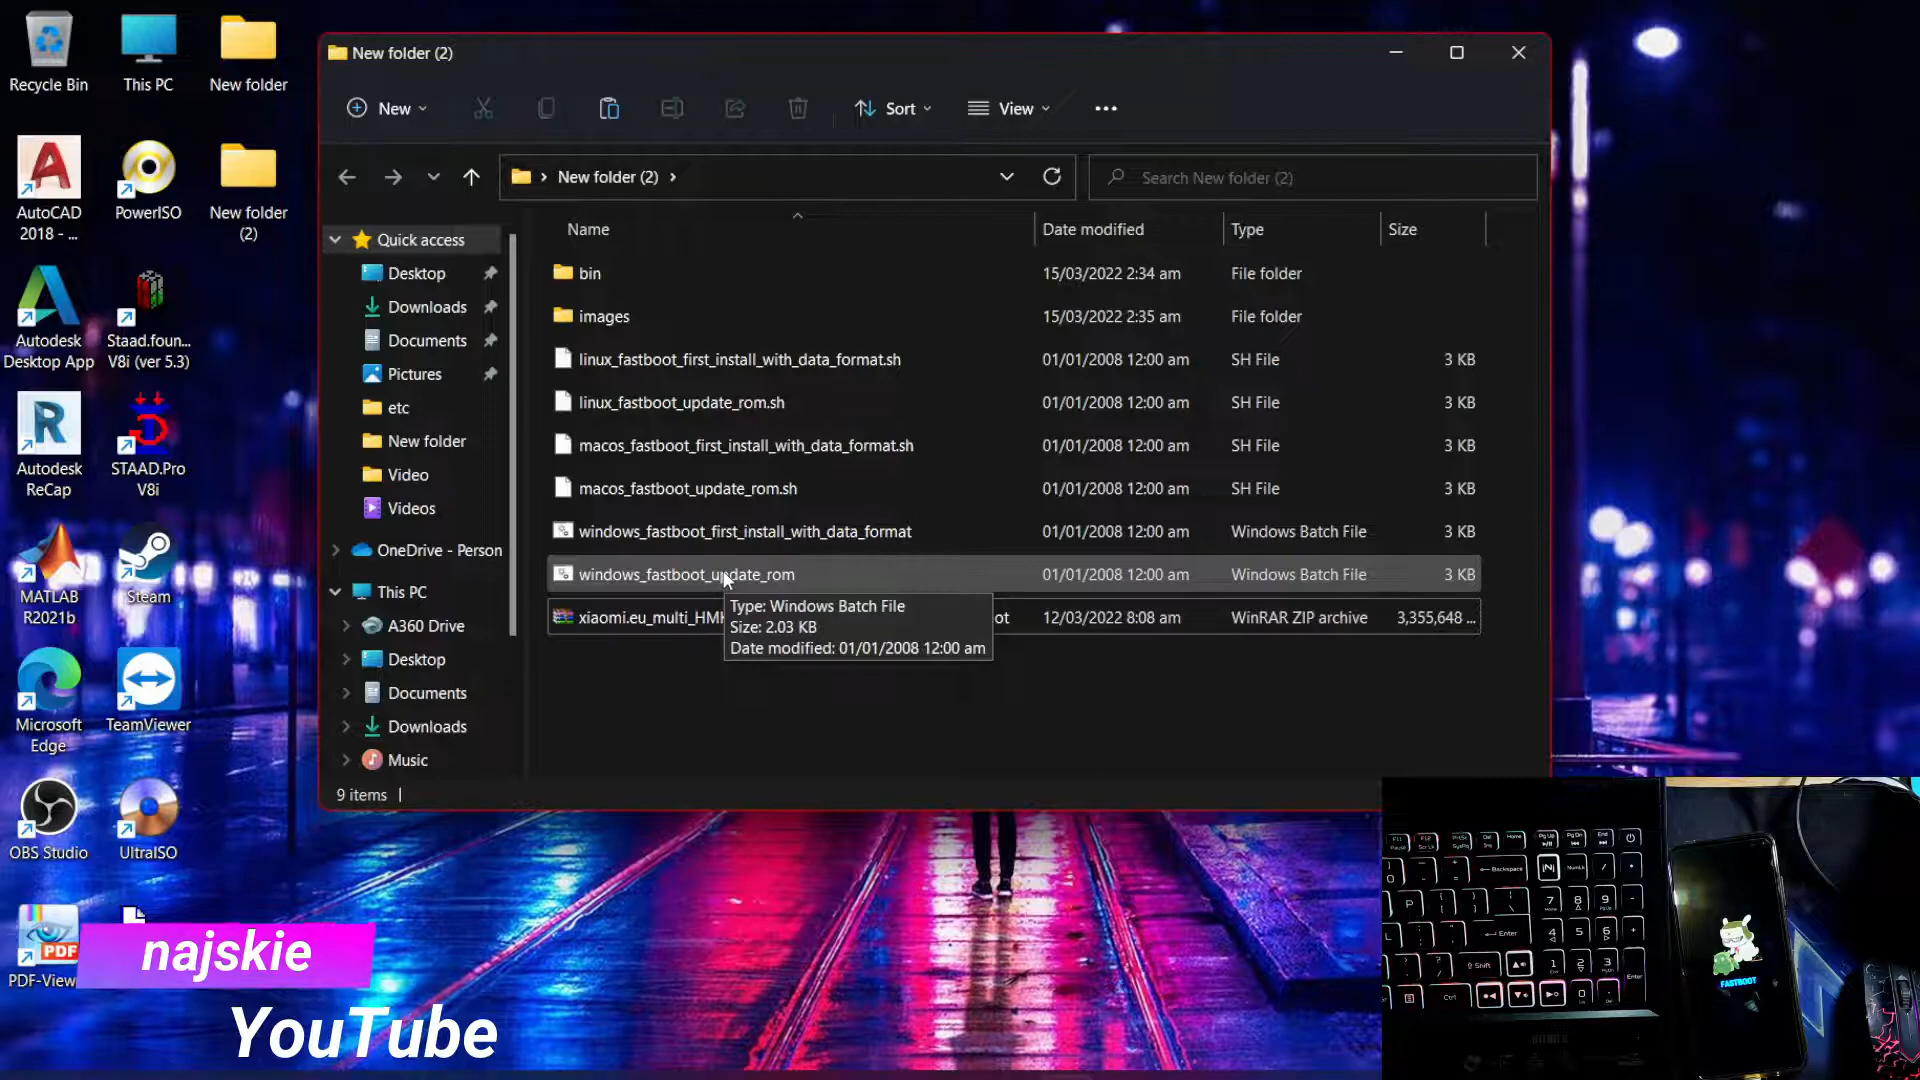 Recycle Bin
This PC
New folder
AutoCAD
2018 - ...
PowerISO
New folder
(2)
Autodesk
Desktop App
Staad.foun...
V8i (ver 5.3)
Autodesk
ReCap
STAAD.Pro
V8i
MATLAB
R2021b
Steam
Microsoft
Edge
TeamViewer
OBS Studio
UltraISO
PDF-View
PDF
najskie
YouTube
New folder (2)
New
Sort
View
New folder (2)
Search New folder (2)
Quick access
Desktop
Downloads
Documents
Pictures
etc
New folder
Video
Videos
OneDrive - Person
This PC
A360 Drive
Desktop
Documents
Downloads
Music
Name Date modified Type Size
bin 15/03/2022 2:34 am File folder
images 15/03/2022 2:35 am File folder
linux_fastboot_first_install_with_data_format.sh 01/01/2008 12:00 am SH File 3 KB
linux_fastboot_update_rom.sh 01/01/2008 12:00 am SH File 3 KB
macos_fastboot_first_install_with_data_format.sh 01/01/2008 12:00 am SH File 3 KB
macos_fastboot_update_rom.sh 01/01/2008 12:00 am SH File 3 KB
windows_fastboot_first_install_with_data_format 01/01/2008 12:00 am Windows Batch File 3 KB
windows_fastboot_update_rom 01/01/2008 12:00 am Windows Batch File 3 KB
xiaomi.eu_multi_HM ot 12/03/2022 8:08 am WinRAR ZIP archive 3,355,648 ...
Type: Windows Batch File
Size: 2.03 KB
Date modified: 01/01/2008 12:00 am
9 items
Backspace
Enter
Shift
Ctrl
Enter
FASTBOOT